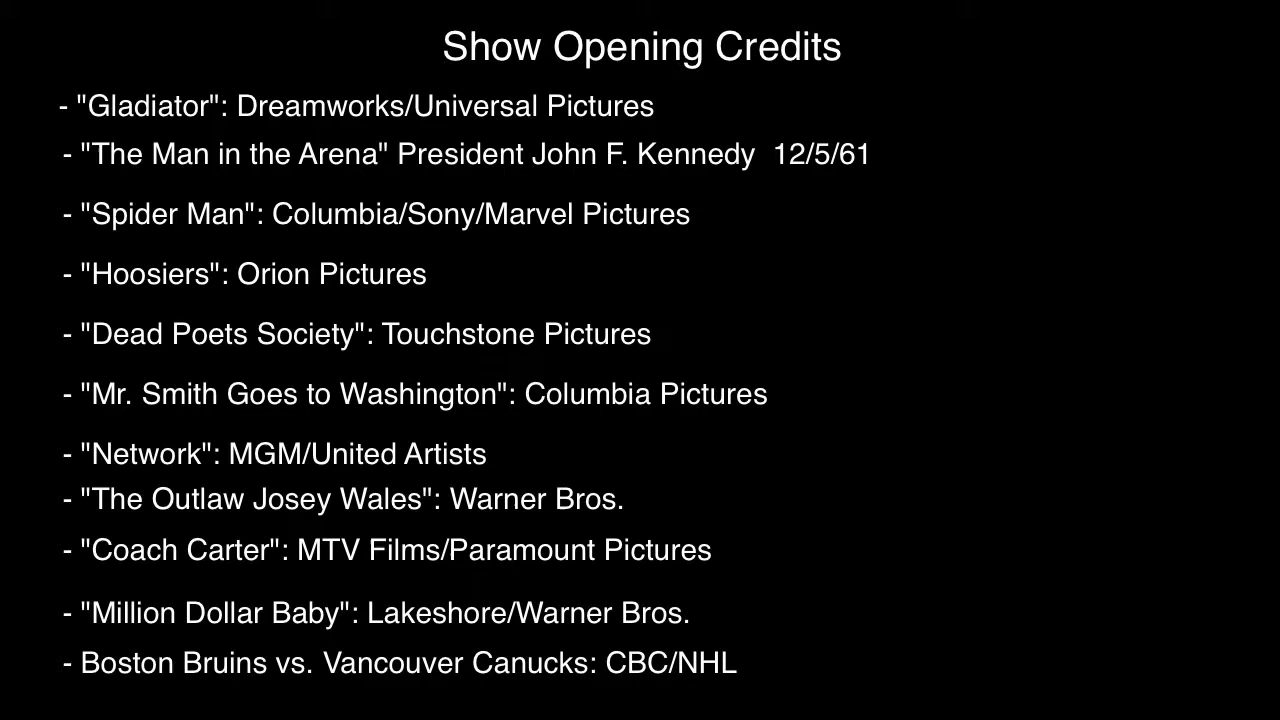 Show Opening Credits
- "Gladiator": Dreamworks/Universal Pictures
- "The Man in the Arena" President John F. Kennedy  12/5/61
- "Spider Man": Columbia/Sony/Marvel Pictures
- "Hoosiers": Orion Pictures
- "Dead Poets Society": Touchstone Pictures
- "Mr. Smith Goes to Washington": Columbia Pictures
- "Network": MGM/United Artists
- "The Outlaw Josey Wales": Warner Bros.
- "Coach Carter": MTV Films/Paramount Pictures
- "Million Dollar Baby": Lakeshore/Warner Bros.
- Boston Bruins vs. Vancouver Canucks: CBC/NHL